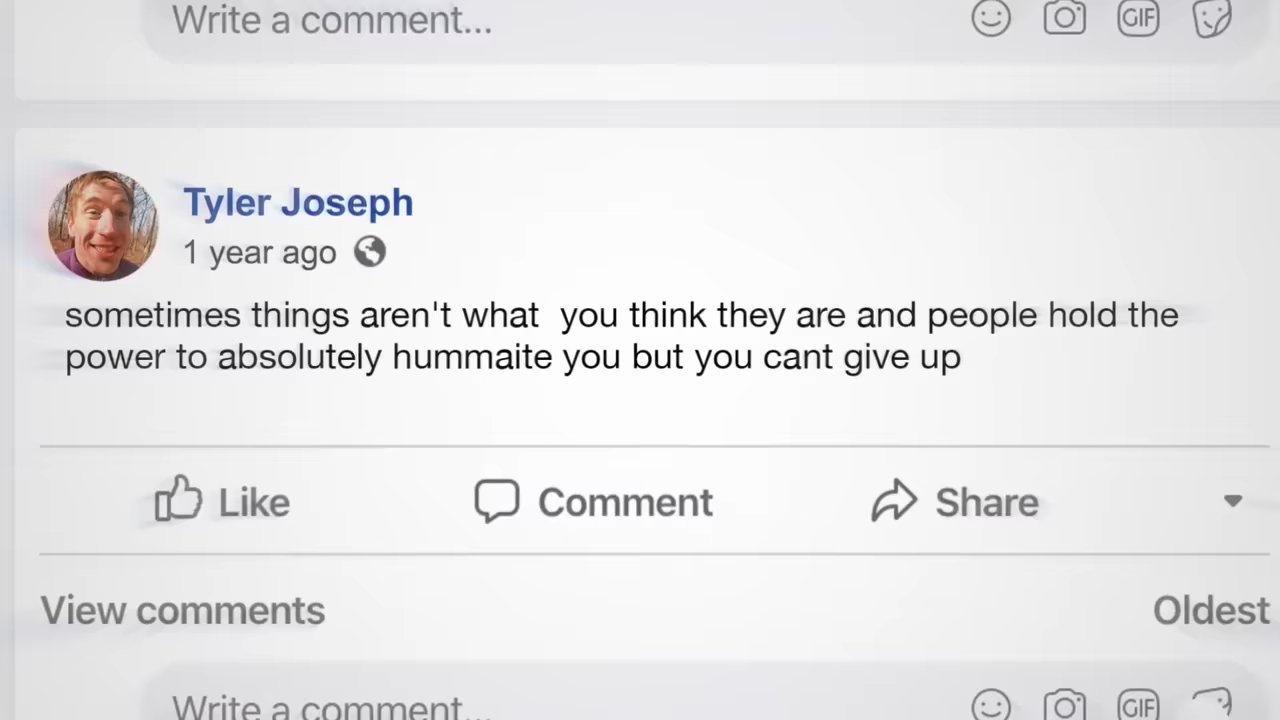 Write a comment...
GIF
Tyler Joseph
1 year ago
sometimes things aren't what  you think they are and people hold the
power to absolutely hummaite you but you cant give up
Like
Comment
Share
View comments
Oldest
Write a comment...
GIF